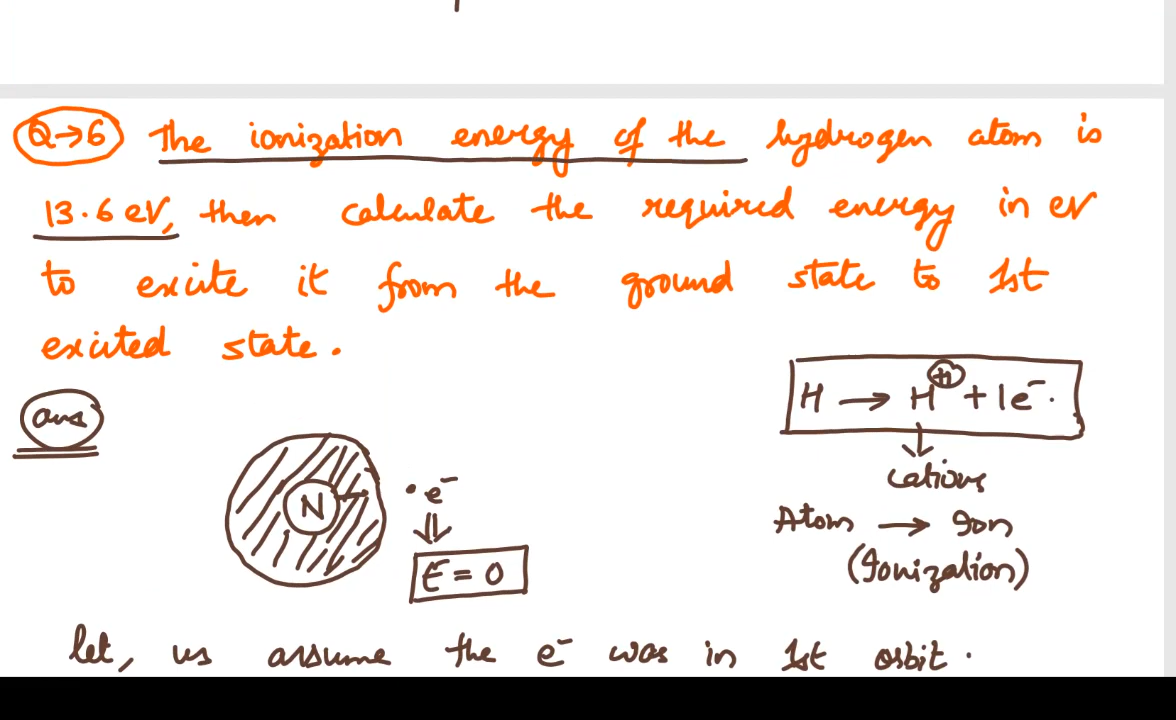 Q→6 The ionization energy of the hydrogen atom is
13.6 eV, then calculate the required energy in eV
to excite it from the ground state to 1st
excited state.
ans
H → H⊕ + 1e⁻.
N
• e⁻
cations
Atom → Ion
E = 0
(Ionization)
let, us assume the e⁻ was in 1st orbit.